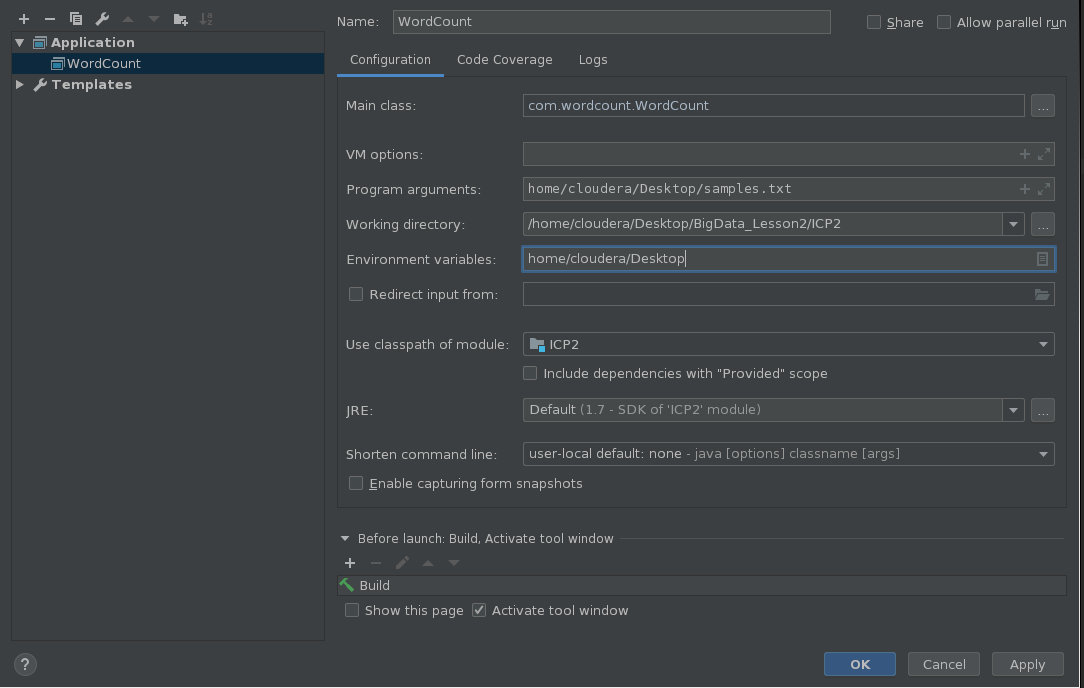 Name: WordCount Share Allow parallel run
Application
WordCount
Templates
Configuration Code Coverage Logs
Main class: com.wordcount.WordCount ...
VM options:
Program arguments: home/cloudera/Desktop/samples.txt
Working directory: /home/cloudera/Desktop/BigData_Lesson2/ICP2 ...
Environment variables: home/cloudera/Desktop
Redirect input from:
Use classpath of module: ICP2
Include dependencies with "Provided" scope
JRE: Default (1.7 - SDK of 'ICP2' module) ...
Shorten command line: user-local default: none - java [options] classname [args]
Enable capturing form snapshots
Before launch: Build, Activate tool window
Build
Show this page Activate tool window
? OK Cancel Apply